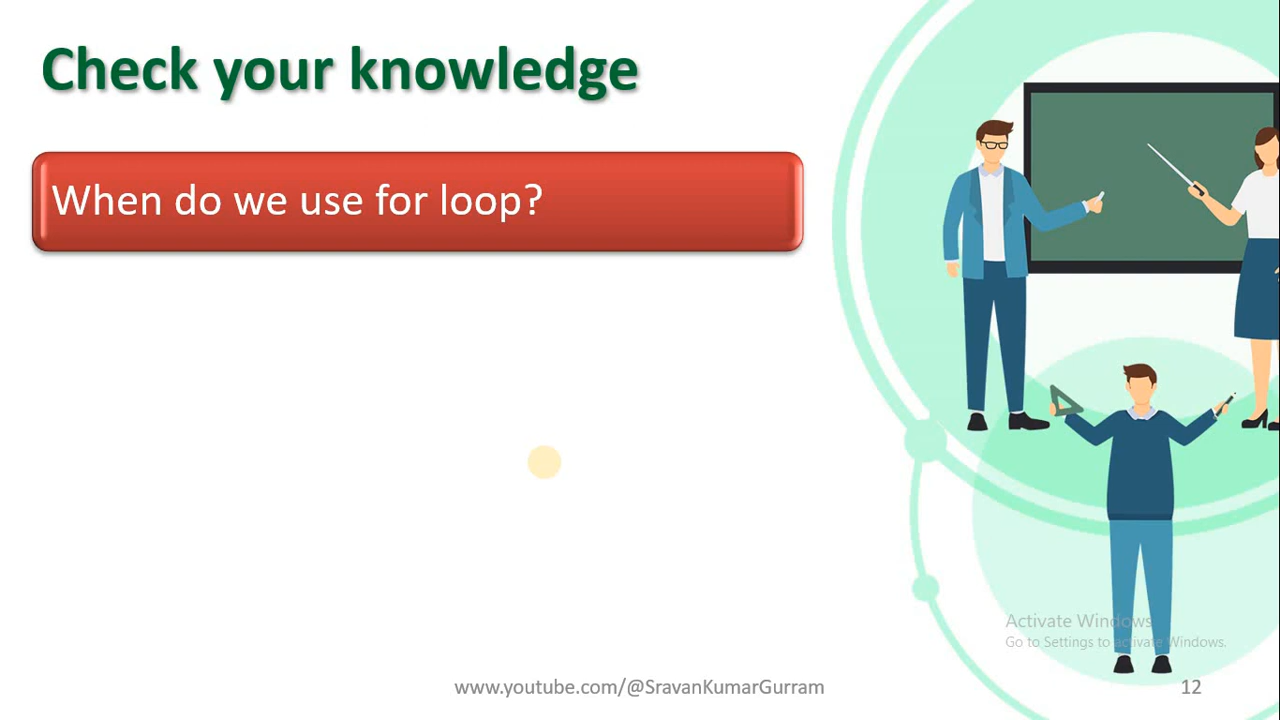 Check your knowledge
When do we use for loop?
Activate Windows
Go to Settings to activate Windows.
www.youtube.com/@SravanKumarGurram
12